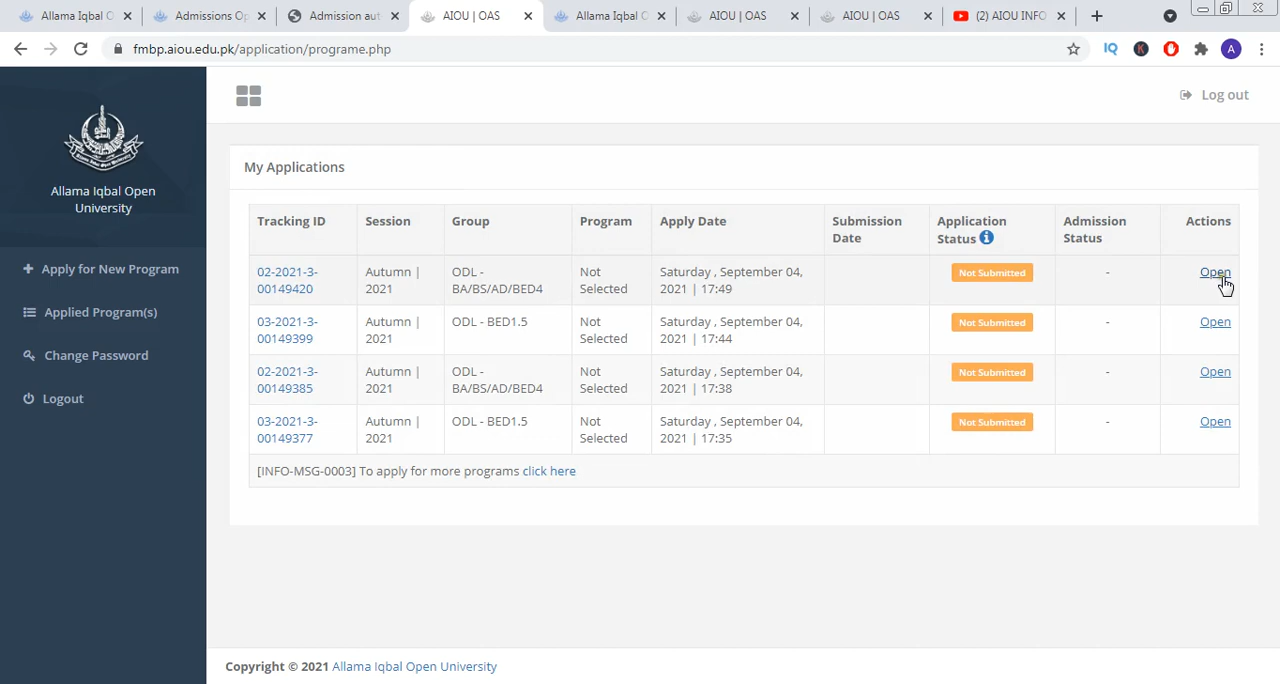 Allama Iqbal O
Admissions Op
Admission aut
AIOU | OAS
Allama Iqbal O
AIOU | OAS
AIOU | OAS
(2) AIOU INFO
fmbp.aiou.edu.pk/application/programe.php
IQ
K
A
Allama Iqbal Open
University
Apply for New Program
Applied Program(s)
Change Password
Logout
Log out
My Applications
Tracking ID
Session
Group
Program
Apply Date
Submission
Date
Application
Status
Admission
Status
Actions
02-2021-3-
00149420
Autumn |
2021
ODL -
BA/BS/AD/BED4
Not
Selected
Saturday , September 04,
2021 | 17:49
Not Submitted
-
Open
03-2021-3-
00149399
Autumn |
2021
ODL - BED1.5
Not
Selected
Saturday , September 04,
2021 | 17:44
Not Submitted
-
Open
02-2021-3-
00149385
Autumn |
2021
ODL -
BA/BS/AD/BED4
Not
Selected
Saturday , September 04,
2021 | 17:38
Not Submitted
-
Open
03-2021-3-
00149377
Autumn |
2021
ODL - BED1.5
Not
Selected
Saturday , September 04,
2021 | 17:35
Not Submitted
-
Open
[INFO-MSG-0003] To apply for more programs click here
Copyright © 2021 Allama Iqbal Open University